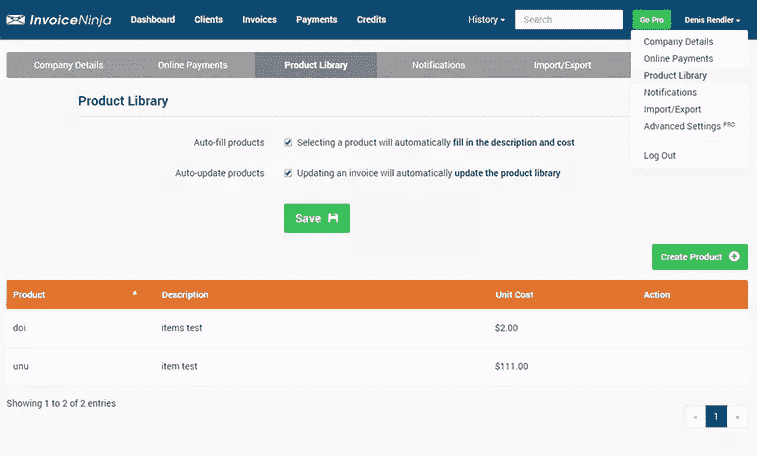 InvoiceNinja Dashboard Clients Invoices Payments Credits History Search Go Pro Denis Rendler
Company Details Online Payments Product Library Notifications Import/Export
Company Details
Online Payments
Product Library
Notifications
Import/Export
Advanced Settings PRO
Log Out
Product Library
Auto-fill products Selecting a product will automatically fill in the description and cost
Auto-update products Updating an invoice will automatically update the product library
Save
Create Product
Product Description Unit Cost Action
doi items test $2.00
unu item test $111.00
Showing 1 to 2 of 2 entries
« 1 »